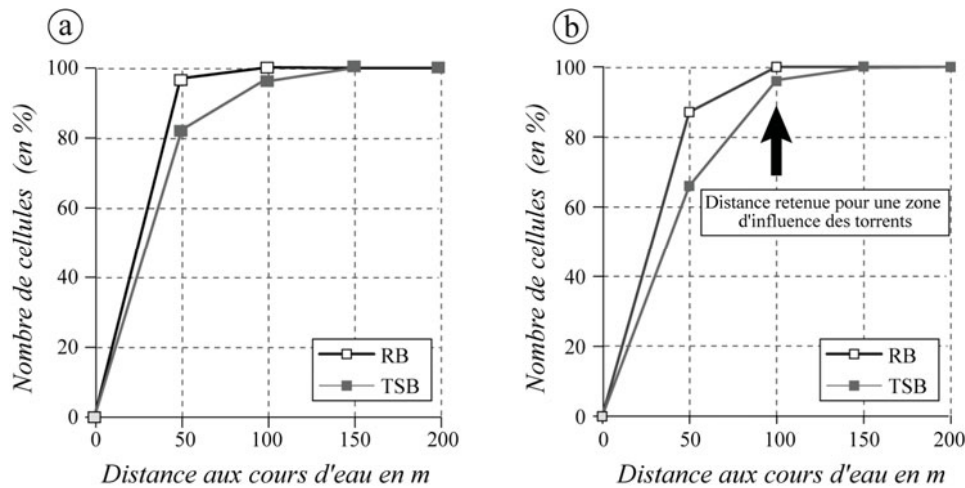 a
100
80
60
40
20
0
Nombre de cellules (en %)
RB
TSB
0 50 100 150 200
Distance aux cours d'eau en m
b
100
80
60
40
20
0
Nombre de cellules (en %)
Distance retenue pour une zone
d'influence des torrents
RB
TSB
0 50 100 150 200
Distance aux cours d'eau en m